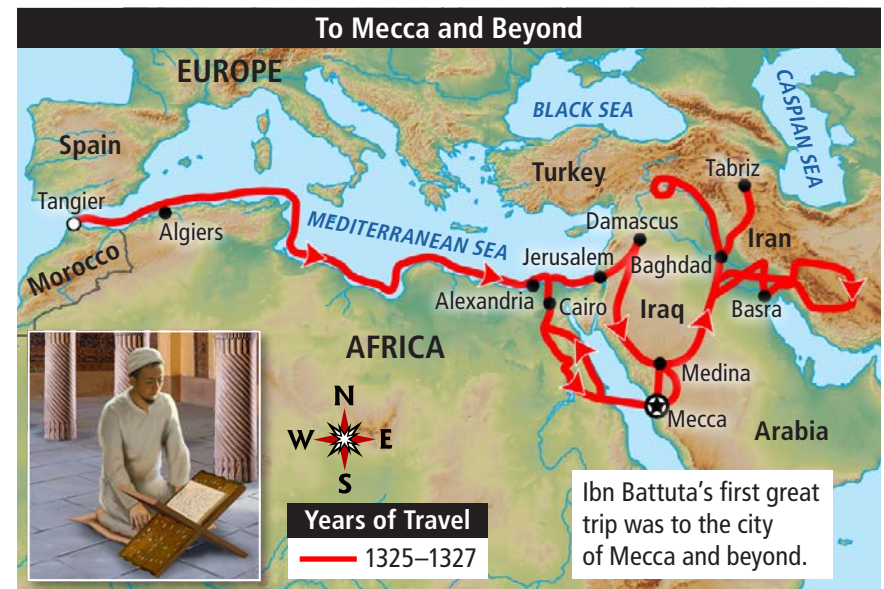 To Mecca and Beyond
EUROPE
CASPIAN SEA
BLACK SEA
Spain
Turkey
Tabriz
Tangier
Damascus
Algiers
MEDITERRANEAN SEA
Iran
Jerusalem
Baghdad
Morocco
Alexandria
Cairo
Iraq
Basra
AFRICA
Medina
Mecca
Arabia
N
W
E
S
Years of Travel
1325–1327
Ibn Battuta’s first great
trip was to the city
of Mecca and beyond.